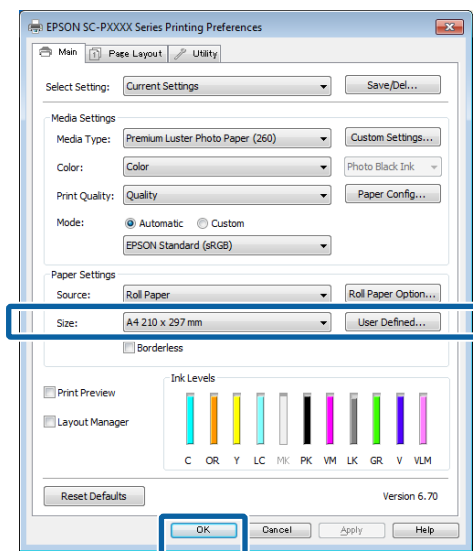 EPSON SC-PXXXX Series Printing Preferences
Main Page Layout Utility
Select Setting: Current Settings Save/Del...
Media Settings
Media Type: Premium Luster Photo Paper (260) Custom Settings...
Color: Color Photo Black Ink
Print Quality: Quality Paper Config...
Mode: Automatic Custom
EPSON Standard (sRGB)
Paper Settings
Source: Roll Paper Roll Paper Option...
Size: A4 210 x 297 mm User Defined...
Borderless
Ink Levels
Print Preview
Layout Manager
C OR Y LC MK PK VM LK GR V VLM
Reset Defaults Version 6.70
OK Cancel Apply Help